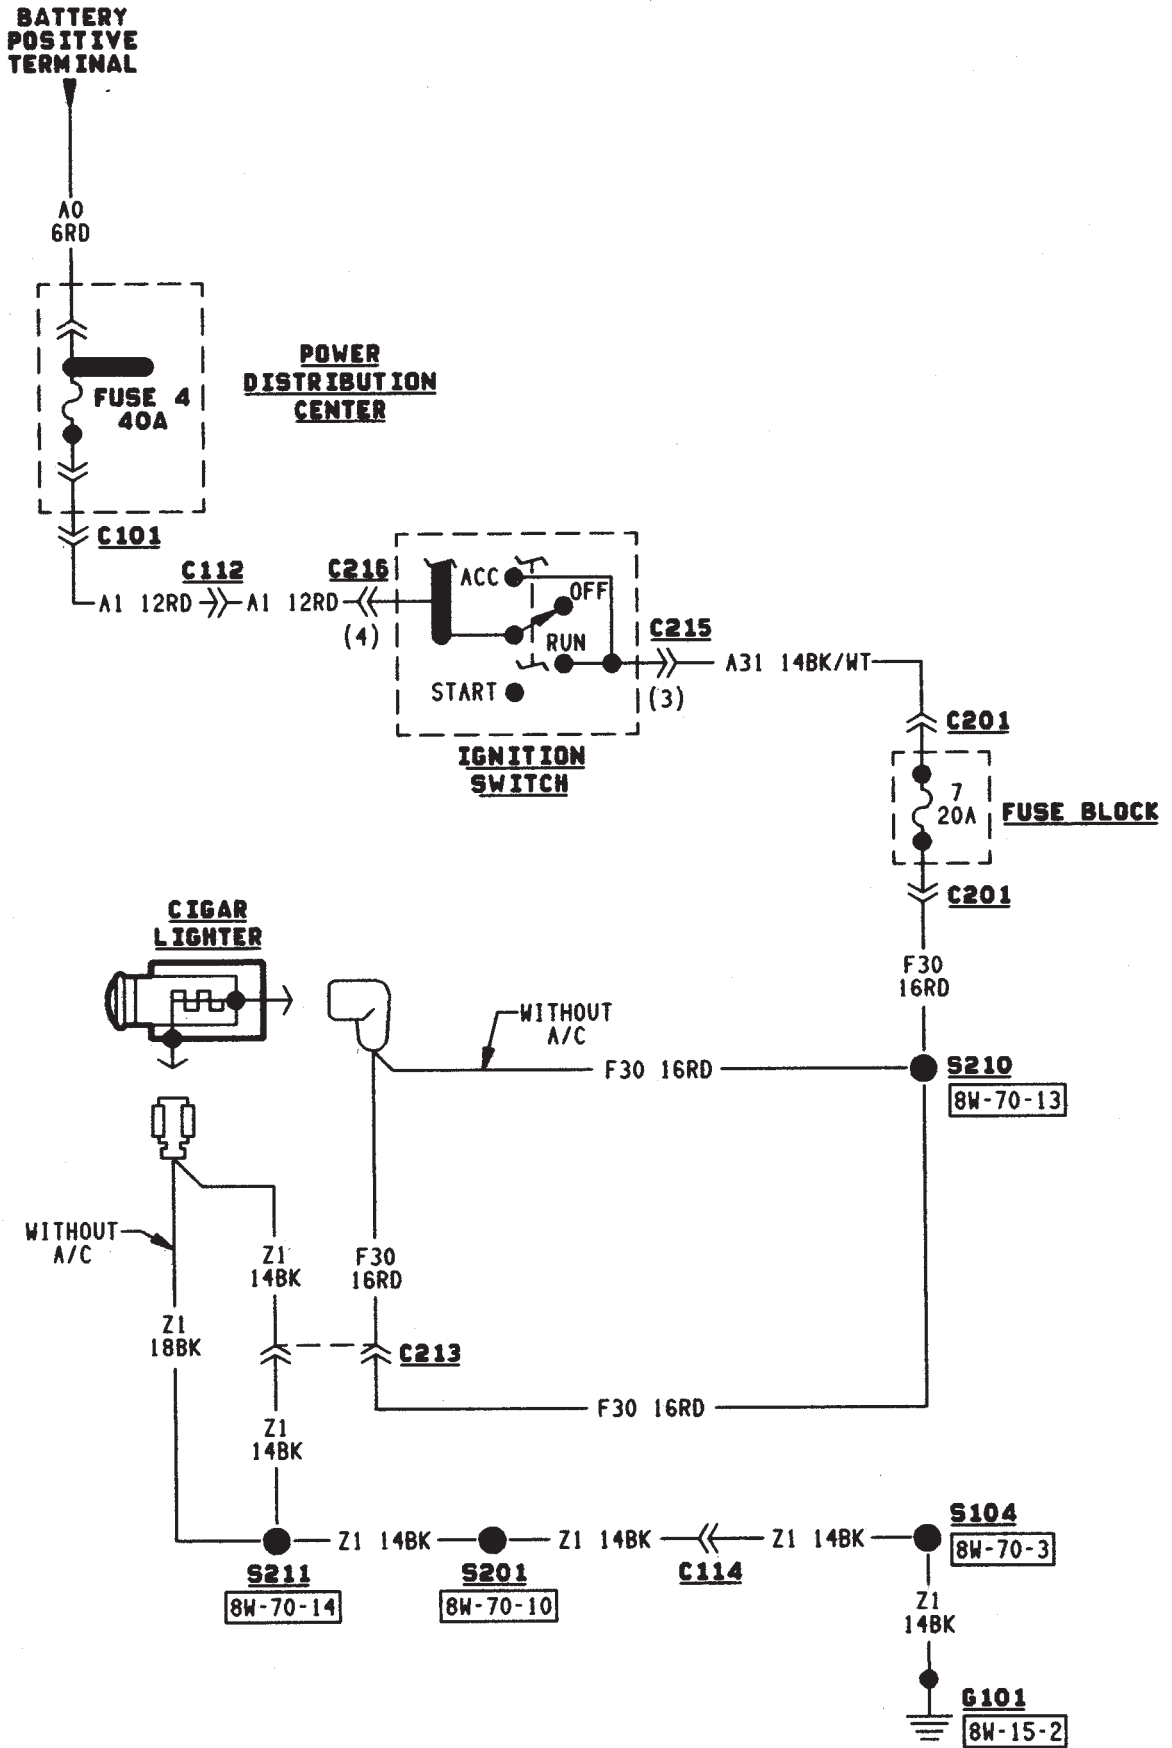 BATTERY
POSITIVE
TERMINAL
A0
6RD
POWER
DISTRIBUTION
CENTER
FUSE 4
40A
C101
C112
C216
A1 12RD
A1 12RD
(4)
ACC
OFF
RUN
START
C215
A31 14BK/WT
(3)
IGNITION
SWITCH
C201
7
20A
FUSE BLOCK
C201
CIGAR
LIGHTER
F30
16RD
WITHOUT
A/C
F30 16RD
S210
8W-70-13
WITHOUT
A/C
Z1
14BK
F30
16RD
Z1
18BK
C213
F30 16RD
Z1
14BK
S104
8W-70-3
Z1 14BK
Z1 14BK
Z1 14BK
S211
8W-70-14
S201
8W-70-10
C114
Z1
14BK
G101
8W-15-2